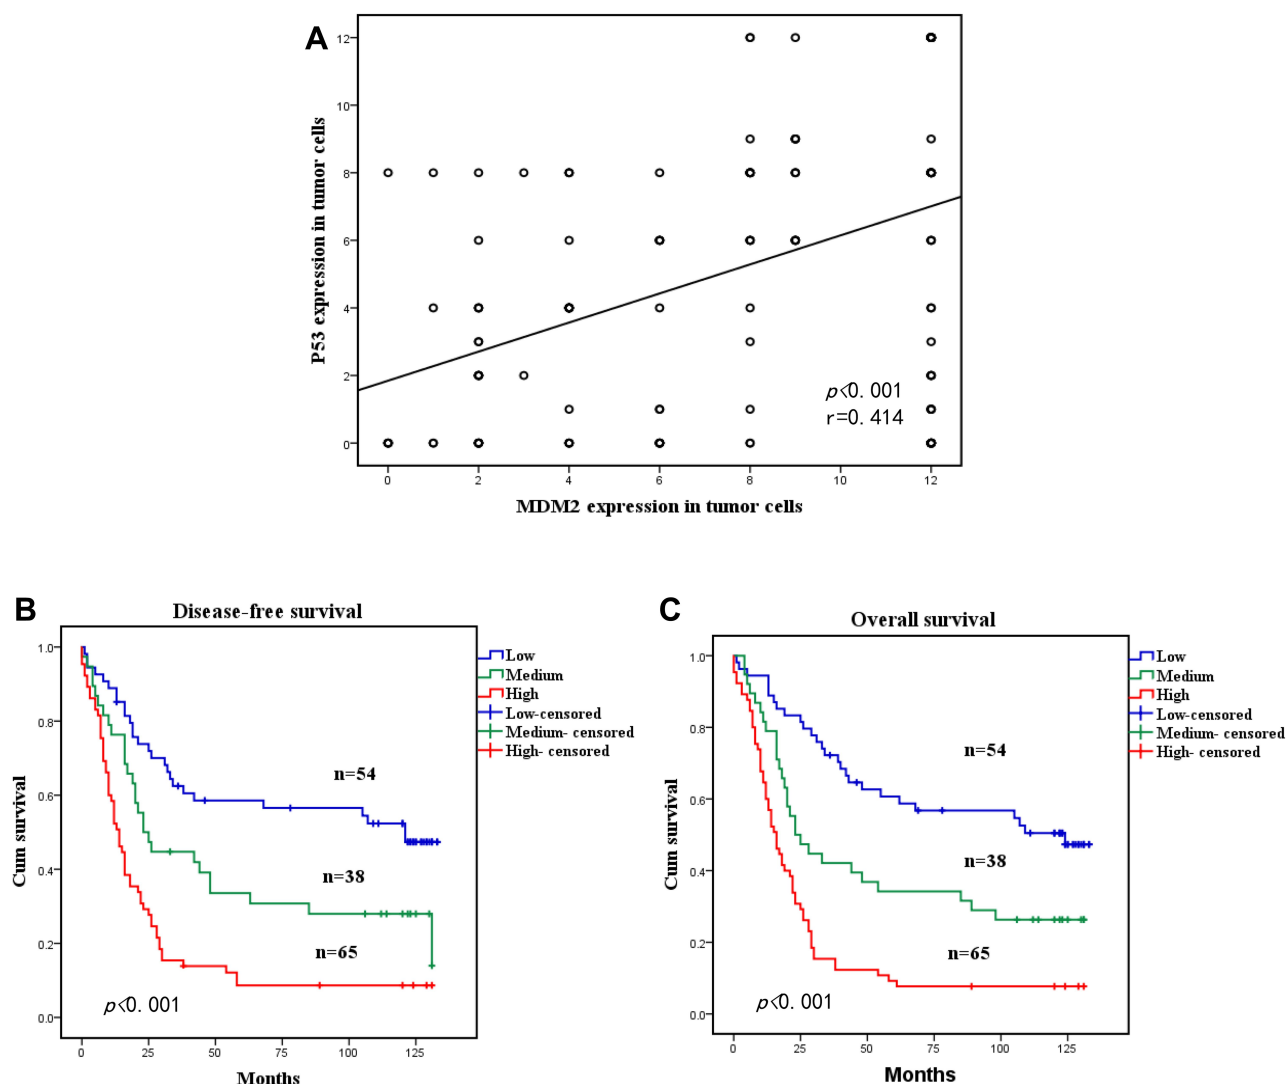 A
12
10
8
6
4
2
0
P53 expression in tumor cells
p<0. 001
r=0. 414
0 2 4 6 8 10 12
MDM2 expression in tumor cells
B
Disease-free survival
1.0
0.8
0.6
0.4
0.2
0.0
Cum survival
n=54
n=38
n=65
p<0. 001
0 25 50 75 100 125
Months
Low
Medium
High
Low-censored
Medium- censored
High- censored
C
Overall survival
1.0
0.8
0.6
0.4
0.2
0.0
Cum survival
n=54
n=38
n=65
p<0. 001
0 25 50 75 100 125
Months
Low
Medium
High
Low-censored
Medium- censored
High- censored